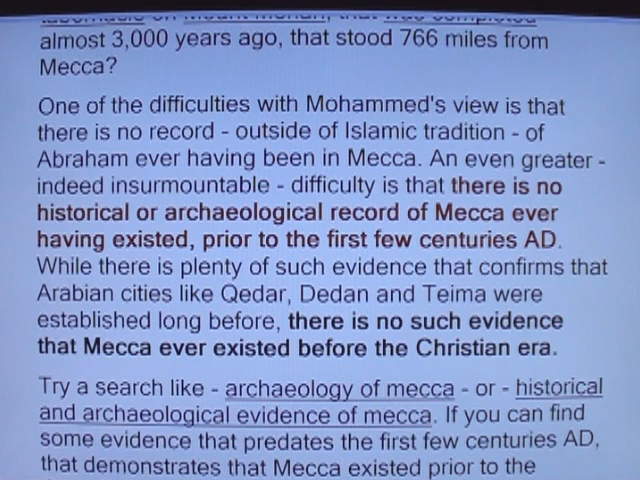 almost 3,000 years ago, that stood 766 miles from
Mecca?
One of the difficulties with Mohammed's view is that
there is no record - outside of Islamic tradition - of
Abraham ever having been in Mecca. An even greater -
indeed insurmountable - difficulty is that there is no
historical or archaeological record of Mecca ever
having existed, prior to the first few centuries AD.
While there is plenty of such evidence that confirms that
Arabian cities like Qedar, Dedan and Teima were
established long before, there is no such evidence
that Mecca ever existed before the Christian era.
Try a search like - archaeology of mecca - or - historical
and archaeological evidence of mecca. If you can find
some evidence that predates the first few centuries AD,
that demonstrates that Mecca existed prior to the